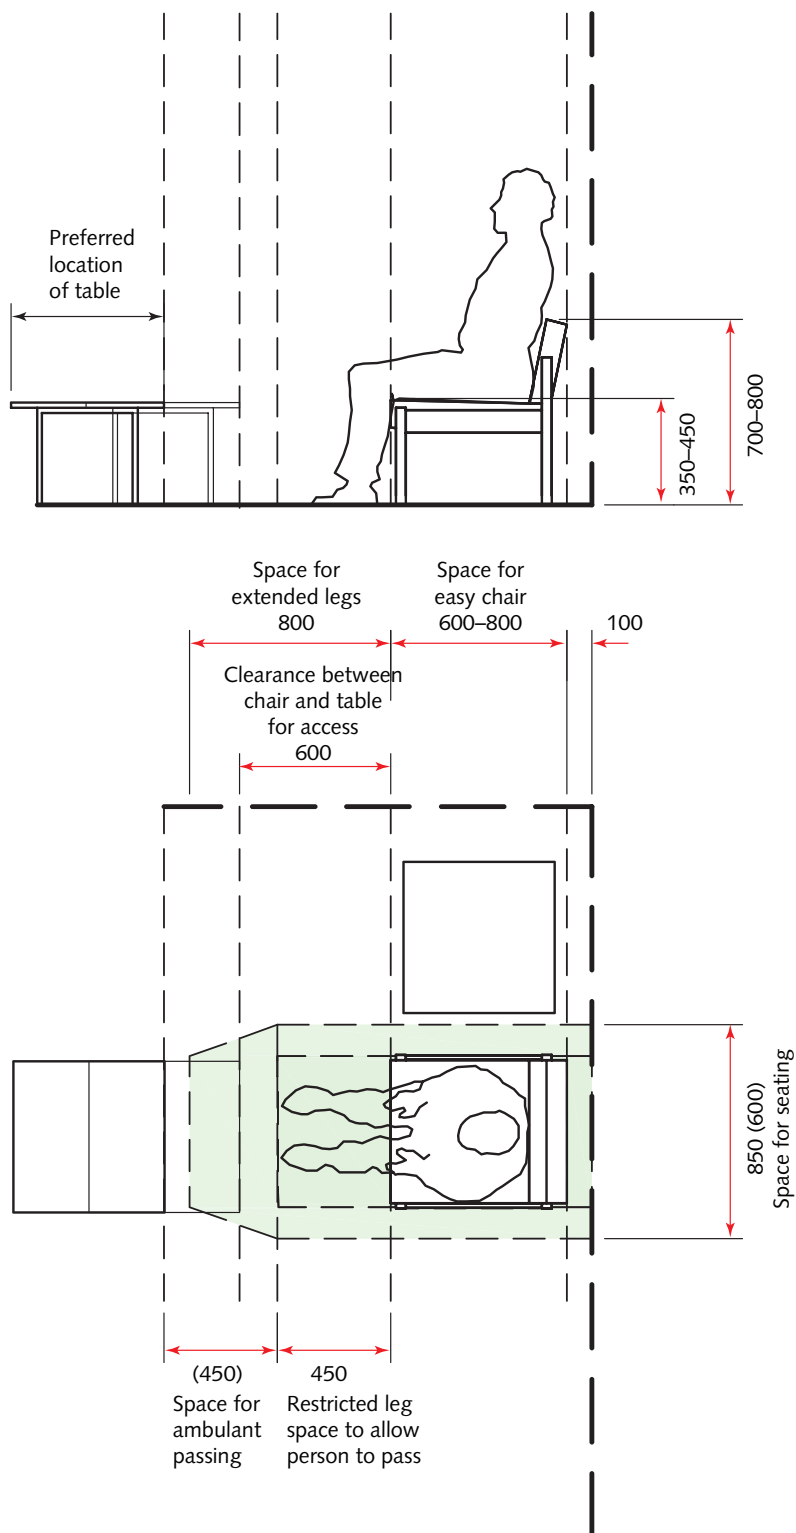 Preferred
location
of table
700–800
350–450
Space for
extended legs
800
Space for
easy chair
600–800
100
Clearance between
chair and table
for access
600
850 (600)
Space for seating
(450)
Space for
ambulant
passing
450
Restricted leg
space to allow
person to pass